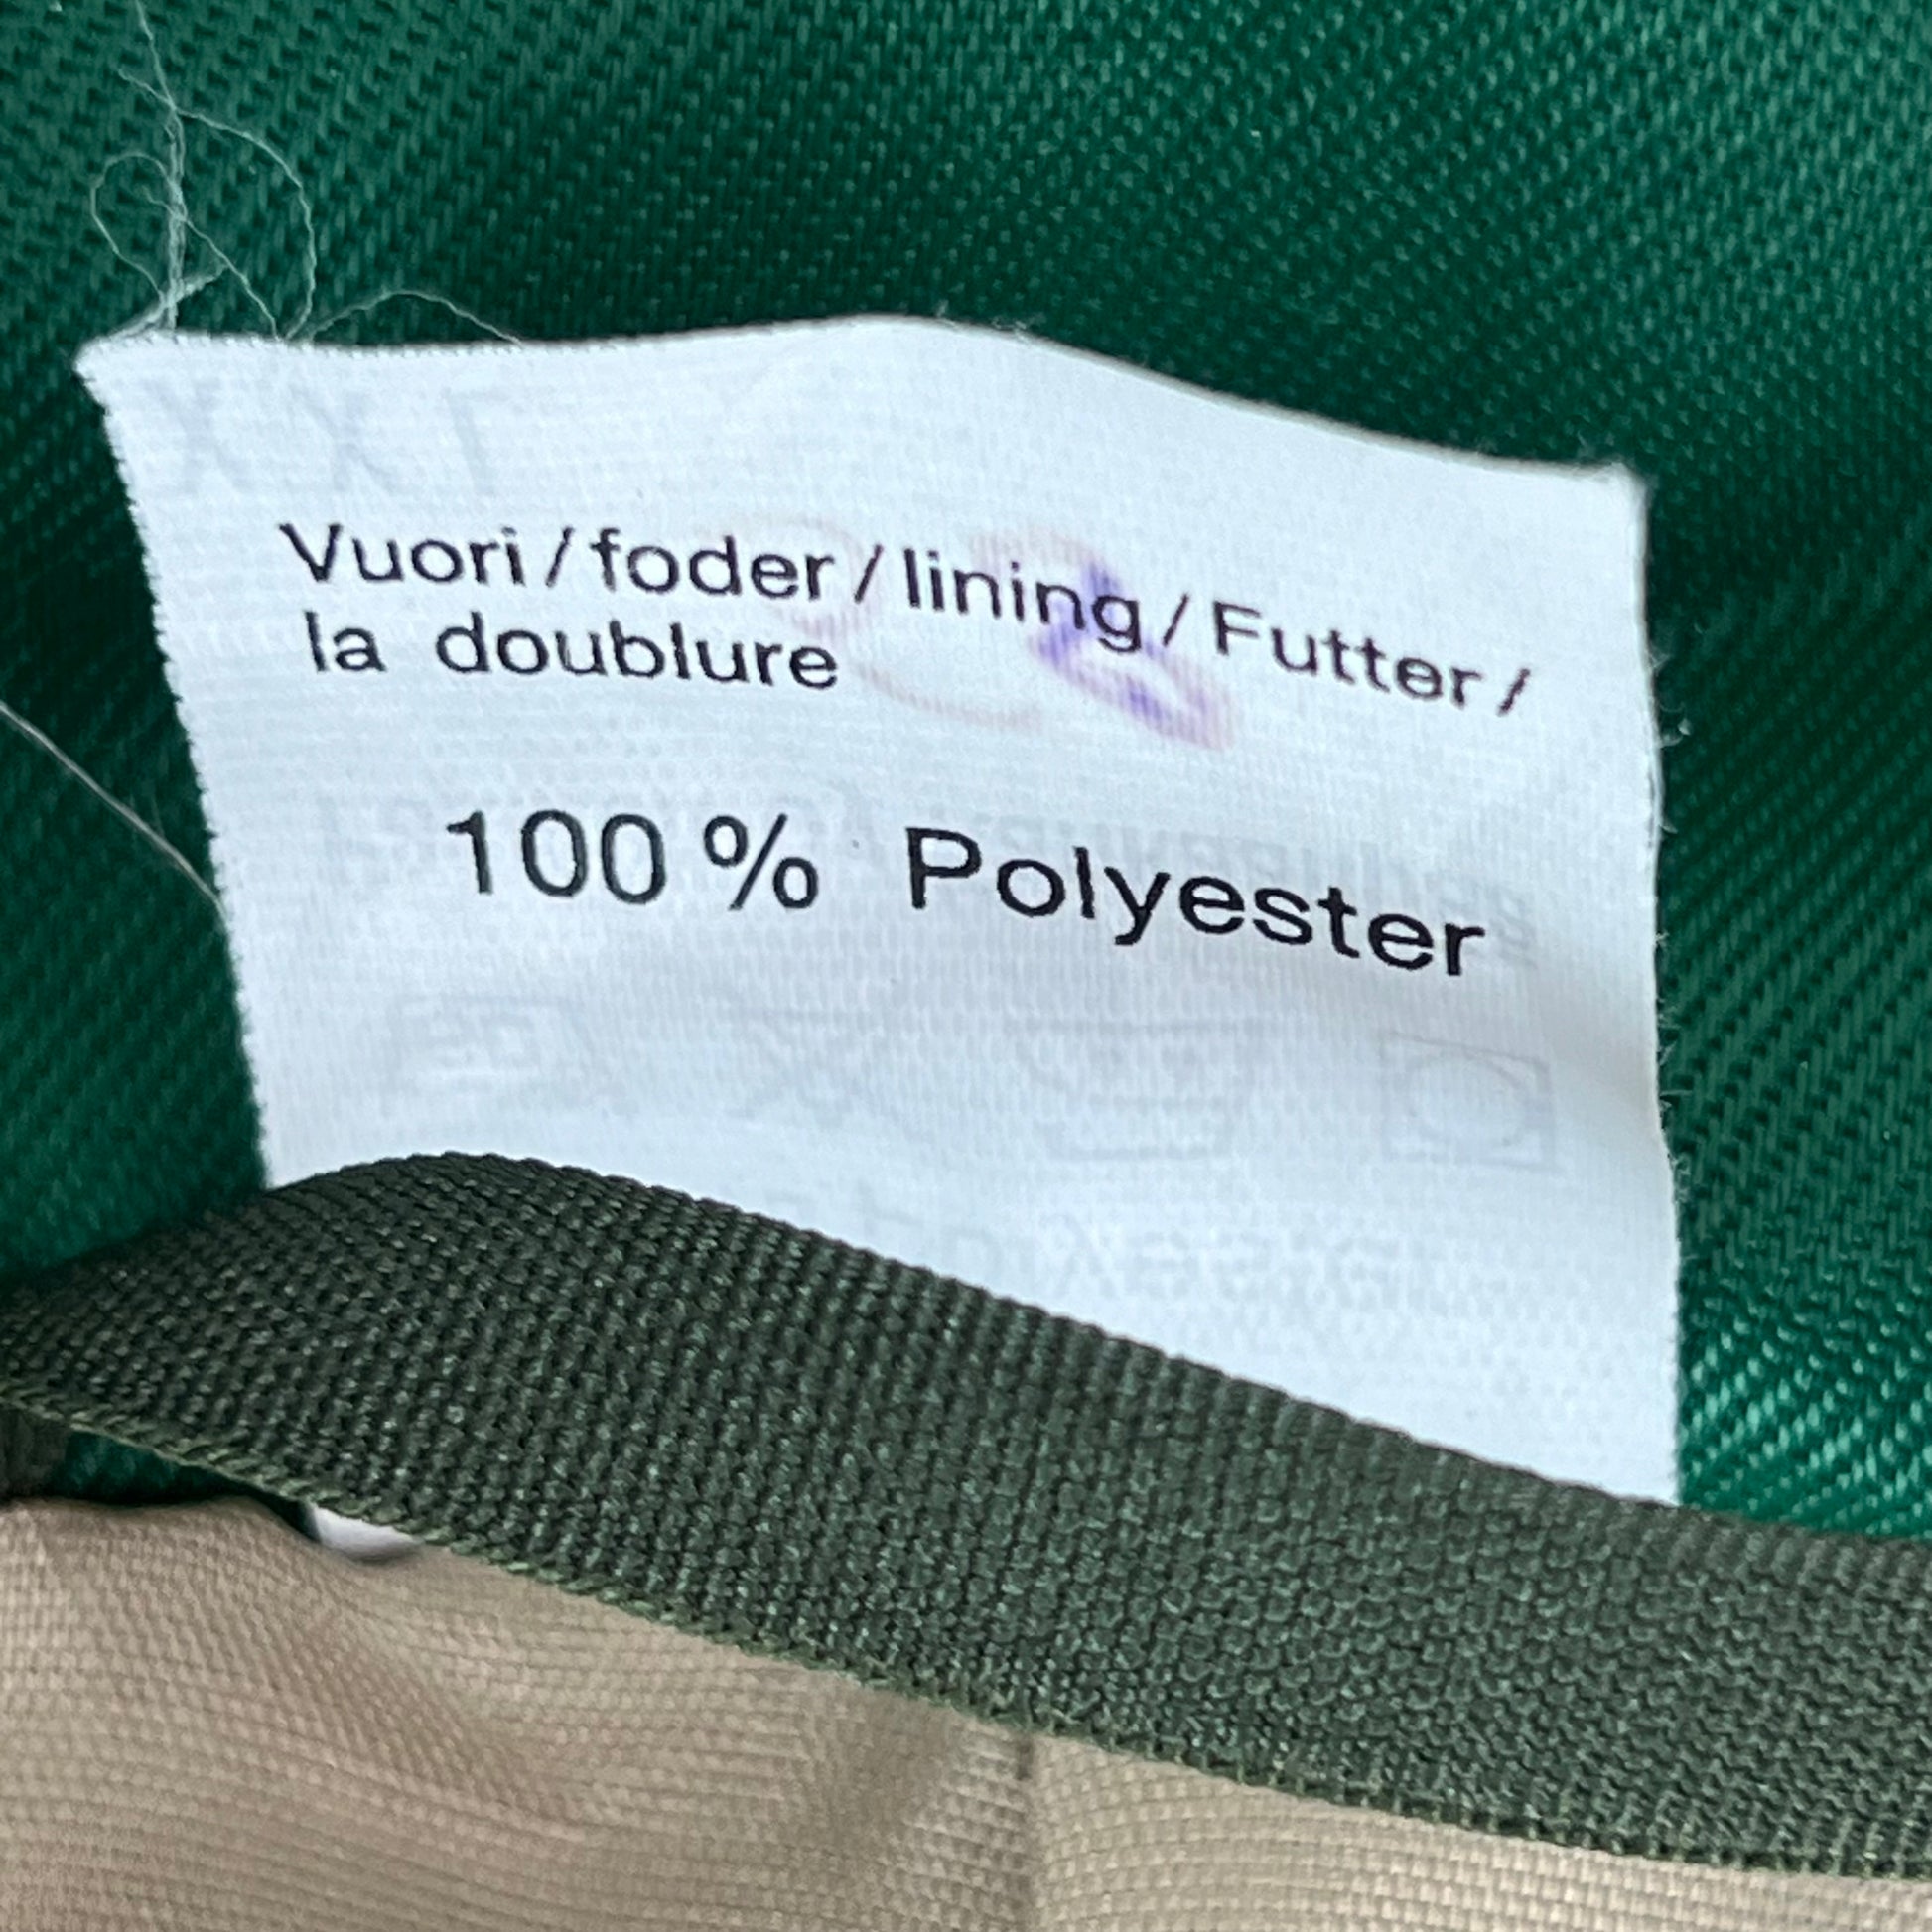 Vuori / foder / lining / Futter /
la doublure
100 % Polyester